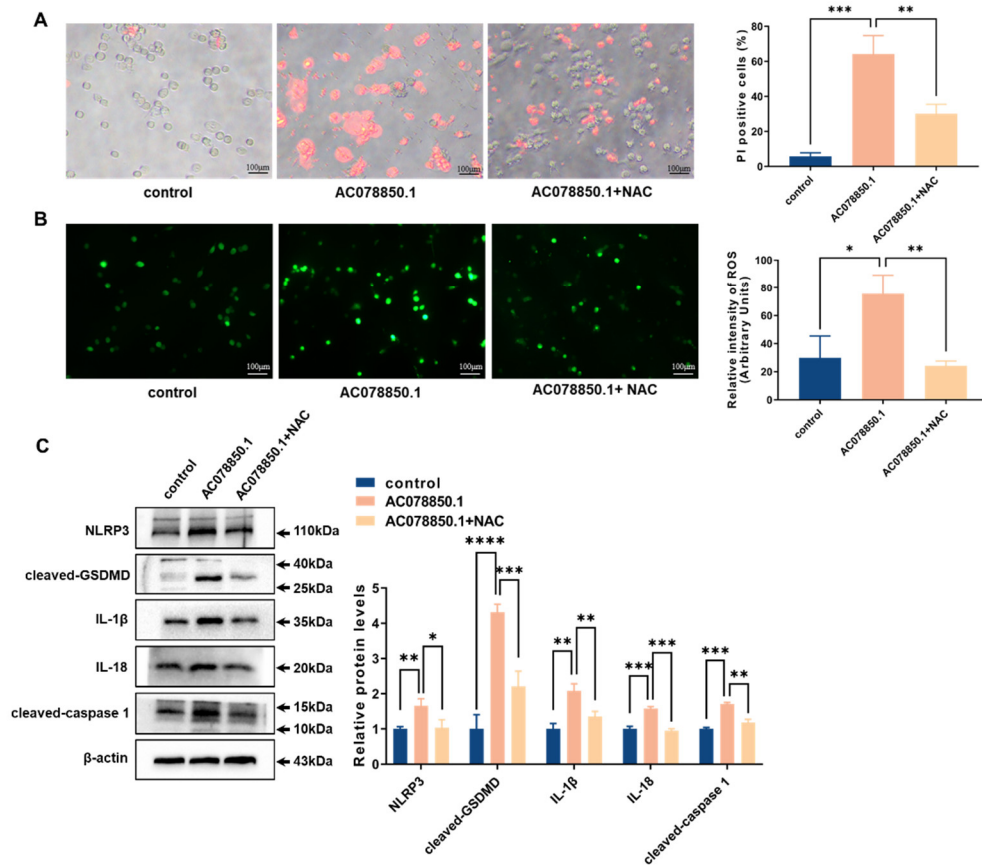 A
100μm
100μm
100μm
control
AC078850.1
AC078850.1+NAC
PI positive cells (%)
80
60
40
20
0
***
**
control
AC078850.1
AC078850.1+NAC
B
100μm
100μm
100μm
control
AC078850.1
AC078850.1+ NAC
Relative intensity of ROS
(Arbitrary Units)
100
80
60
40
20
0
*
**
control
AC078850.1
AC078850.1+NAC
C
control
AC078850.1
AC078850.1+NAC
NLRP3
110kDa
cleaved-GSDMD
40kDa
25kDa
IL-1β
35kDa
IL-18
20kDa
cleaved-caspase 1
15kDa
10kDa
β-actin
43kDa
control
AC078850.1
AC078850.1+NAC
Relative protein levels
5
4
3
2
1
0
**
*
****
***
**
**
***
***
***
**
NLRP3
cleaved-GSDMD
IL-1β
IL-18
cleaved-caspase 1